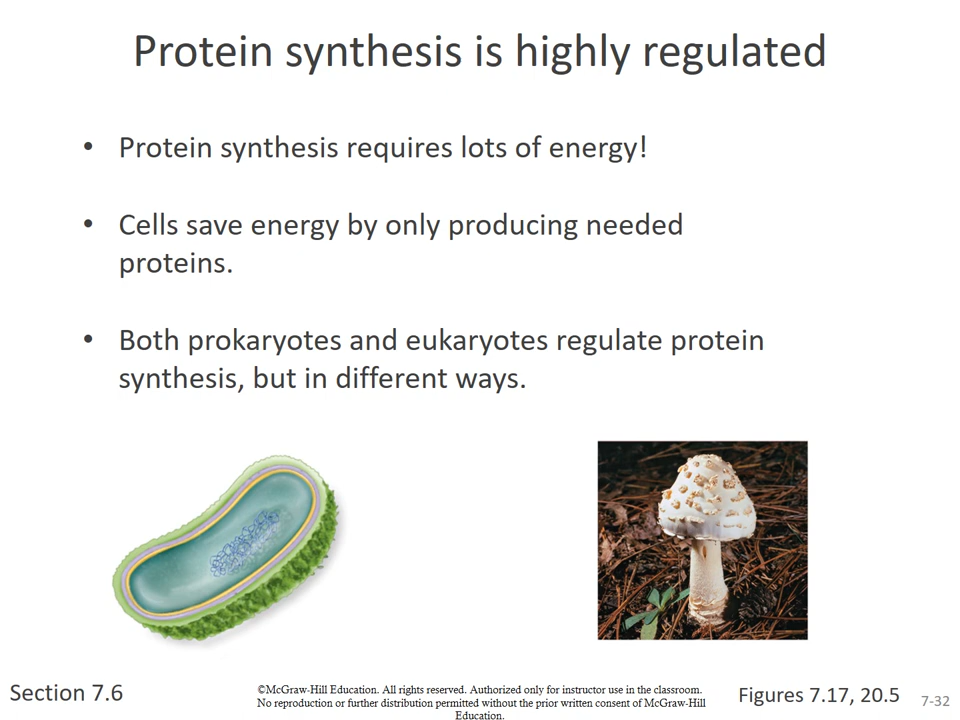 Protein synthesis is highly regulated
• Protein synthesis requires lots of energy!
• Cells save energy by only producing needed
proteins.
• Both prokaryotes and eukaryotes regulate protein
synthesis, but in different ways.
Section 7.6
©McGraw-Hill Education. All rights reserved. Authorized only for instructor use in the classroom.
No reproduction or further distribution permitted without the prior written consent of McGraw-Hill
Education.
Figures 7.17, 20.5
7-32